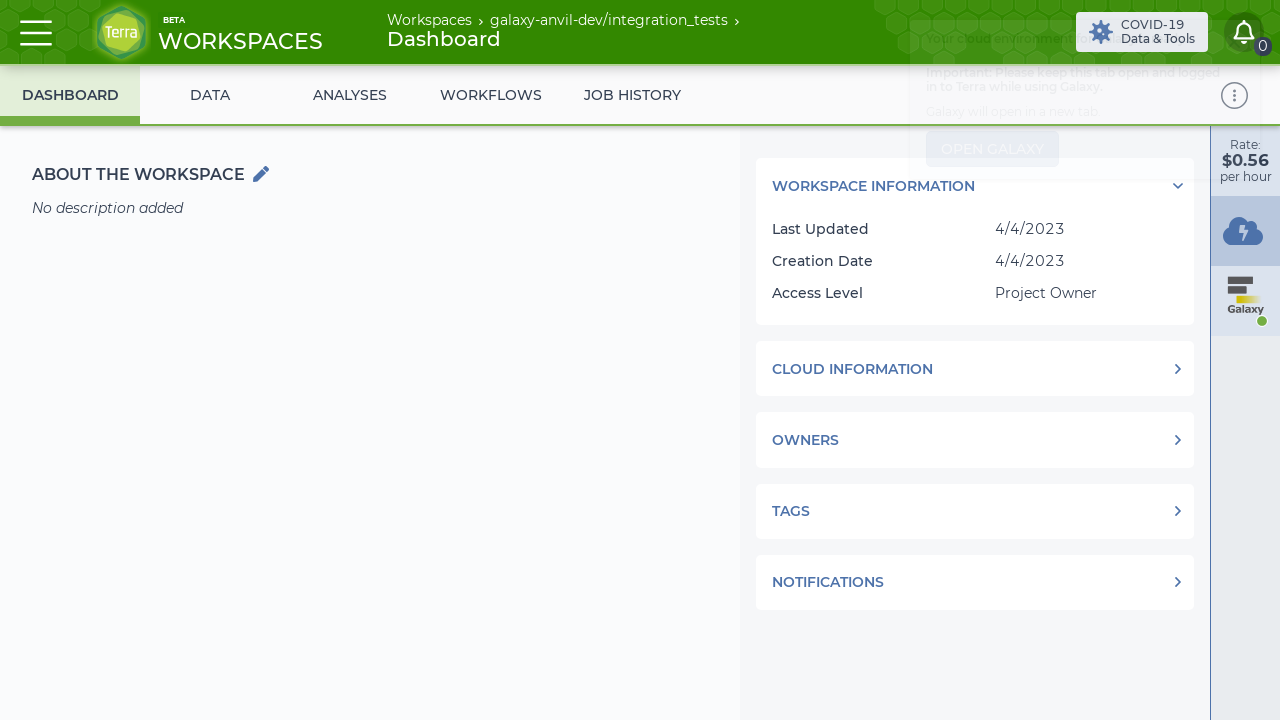 Terra
BETA
WORKSPACES
Workspaces › galaxy-anvil-dev/integration_tests ›
Dashboard
COVID-19
Data & Tools
0
Your cloud environment for
Important: Please keep this tab open and logged
in to Terra while using Galaxy.
Galaxy will open in a new tab.
OPEN GALAXY
DASHBOARD
DATA
ANALYSES
WORKFLOWS
JOB HISTORY
ABOUT THE WORKSPACE
No description added
WORKSPACE INFORMATION
Last Updated 4/4/2023
Creation Date 4/4/2023
Access Level Project Owner
CLOUD INFORMATION
OWNERS
TAGS
NOTIFICATIONS
Rate:
$0.56
per hour
Galaxy